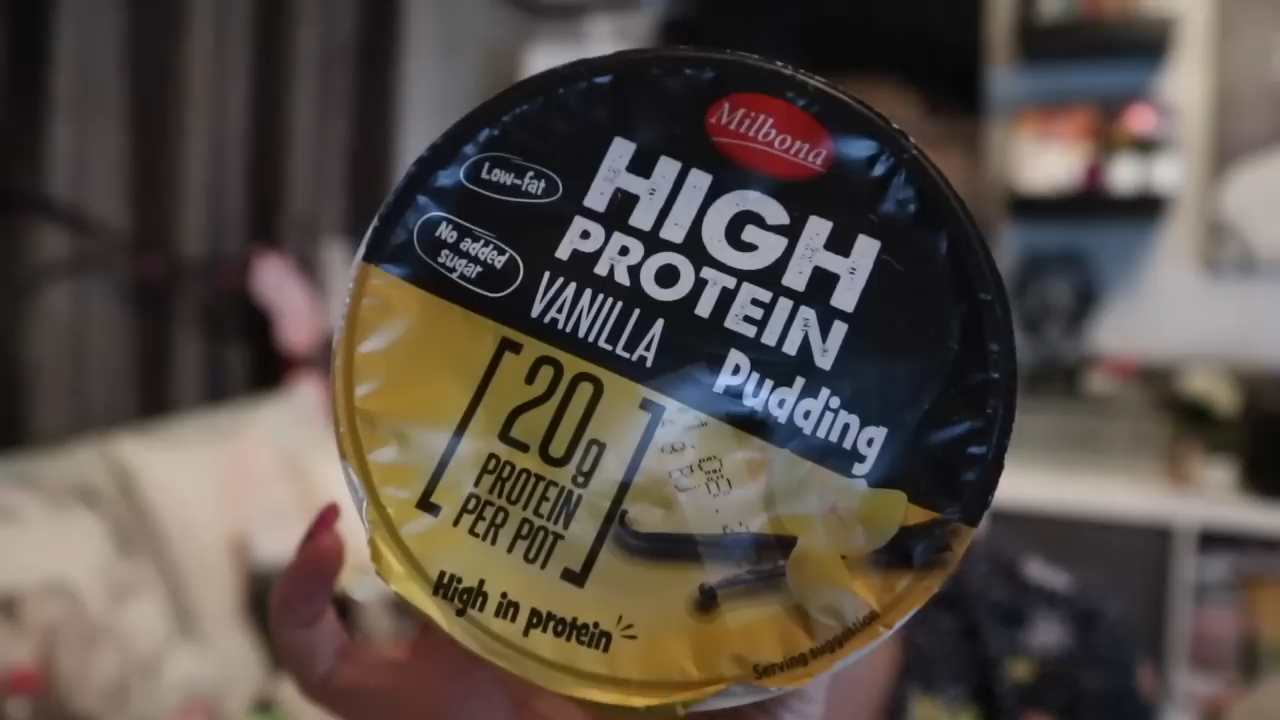 Milbona
Low-fat
No added
sugar
HIGH
PROTEIN
VANILLA
Pudding
20g
PROTEIN
PER POT
High in protein
Serving suggestion